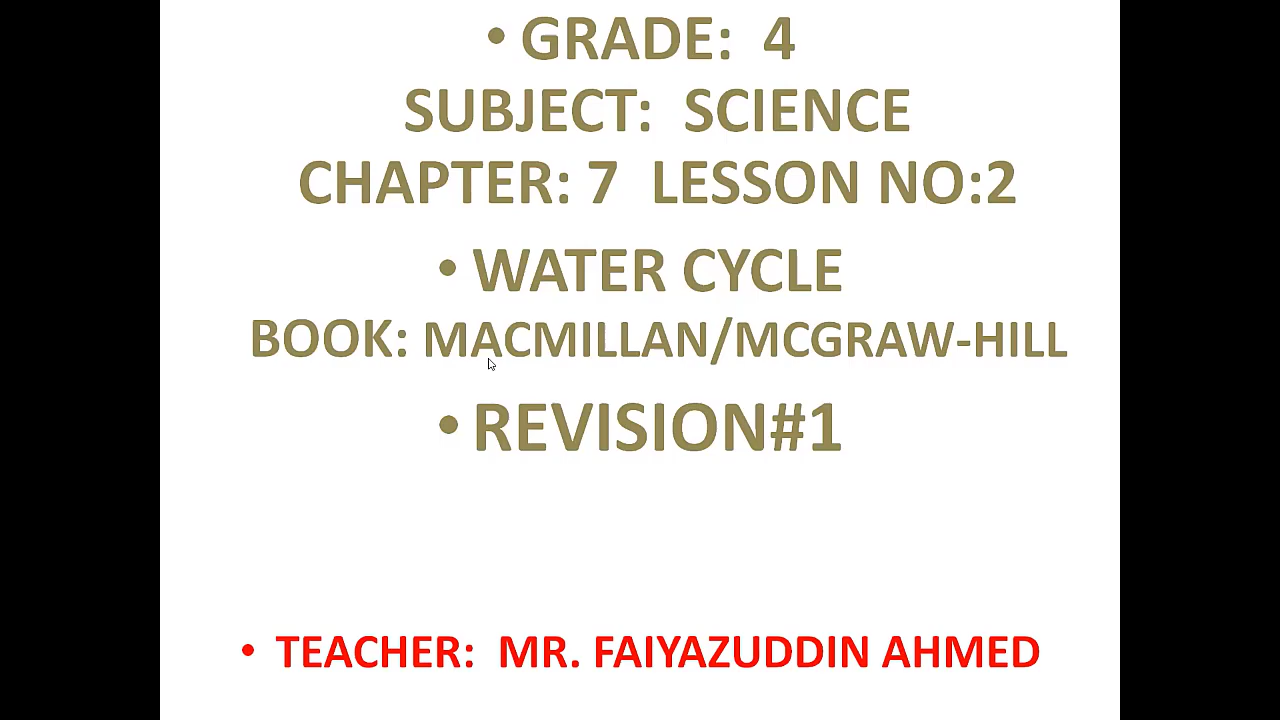 • GRADE: 4
SUBJECT: SCIENCE
CHAPTER: 7 LESSON NO:2
• WATER CYCLE
BOOK: MACMILLAN/MCGRAW-HILL
• REVISION#1
• TEACHER: MR. FAIYAZUDDIN AHMED